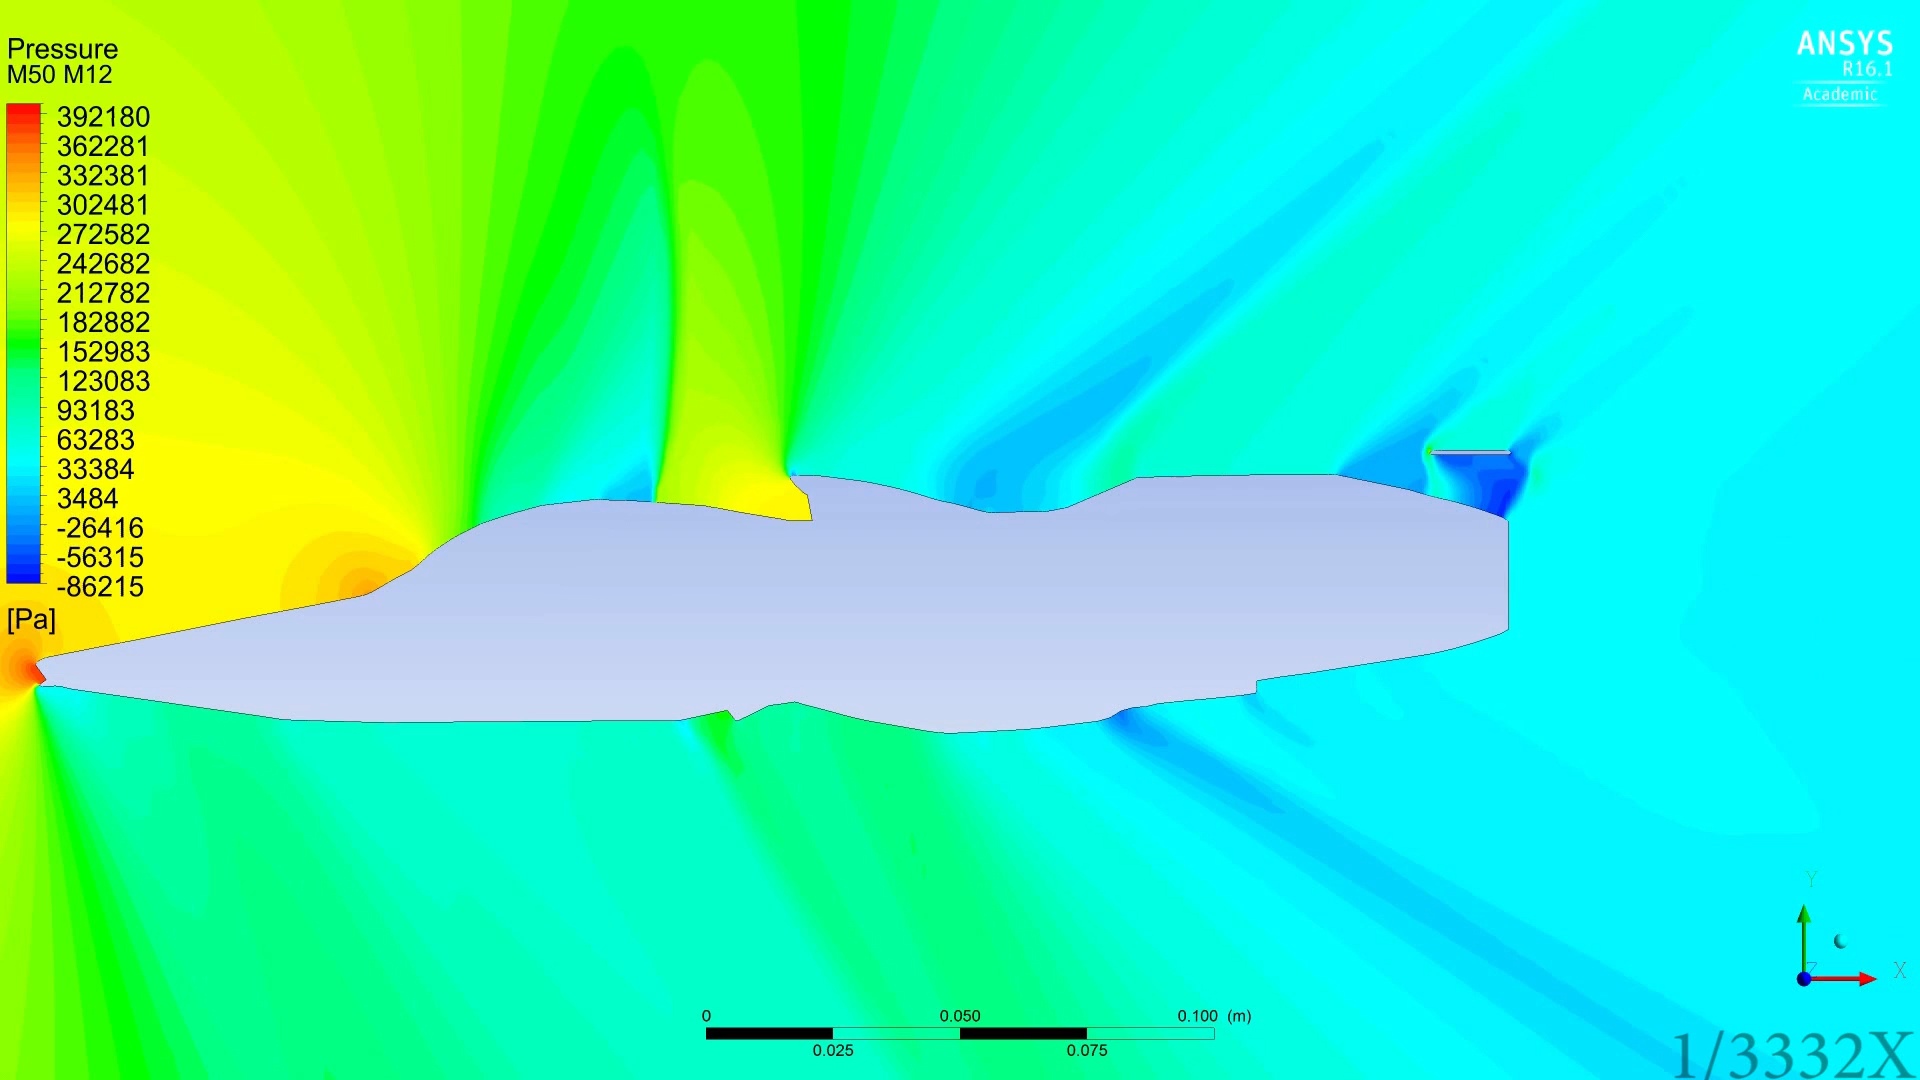 Pressure
M50 M12
392180
362281
332381
302481
272582
242682
212782
182882
152983
123083
93183
63283
33384
3484
-26416
-56315
-86215
[Pa]
ANSYS
R16.1
Academic
0 0.050 0.100 (m)
0.025 0.075
Y
Z X
1/3332X